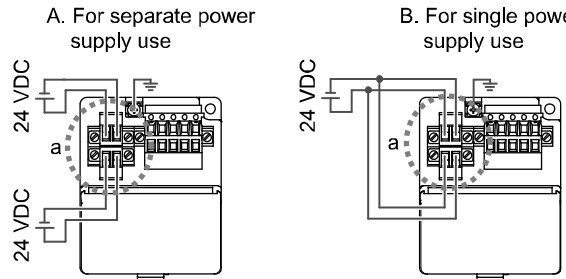 A. For separate power
supply use
B. For single powe
supply use
24 VDC
24 VDC
24 VDC
a
a